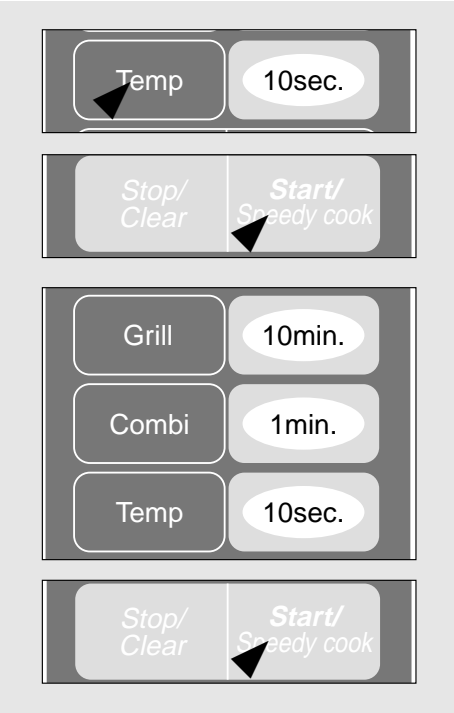 Temp 10sec.
Stop/ Start/
Clear Speedy cook
Grill 10min.
Combi 1min.
Temp 10sec.
Stop/ Start/
Clear Speedy cook